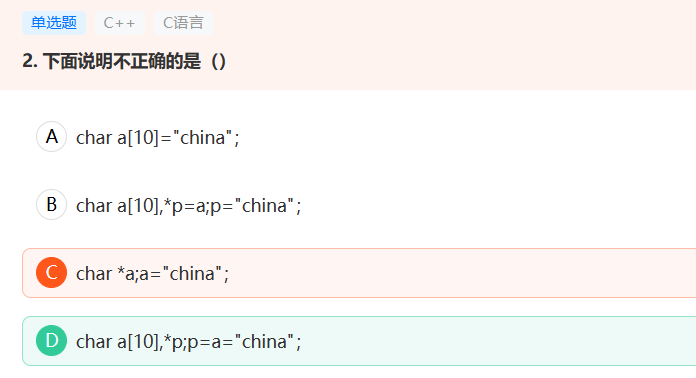 单选题 C++ C语言
2. 下面说明不正确的是（）
A char a[10]="china";
B char a[10],*p=a;p="china";
C char *a;a="china";
D char a[10],*p;p=a="china";